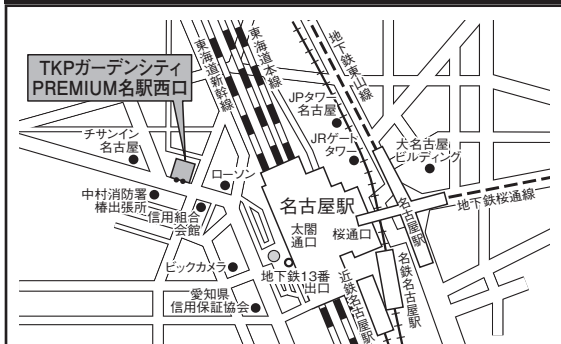 TKPガーデンシティ
PREMIUM名駅西口
東海道新幹線
東海道本線
地下鉄東山線
JPタワー
名古屋
JRゲート
タワー
犬名古屋
ビルディング
チサンイン
名古屋
ローソン
中村消防署
椿出張所
信用組合
会館
名古屋駅
太閤
通口
桜通口
名古屋駅
地下鉄桜通線
ビックカメラ
地下鉄13番
出口
愛知県
信用保証協会
近鉄名古屋駅
名鉄名古屋駅